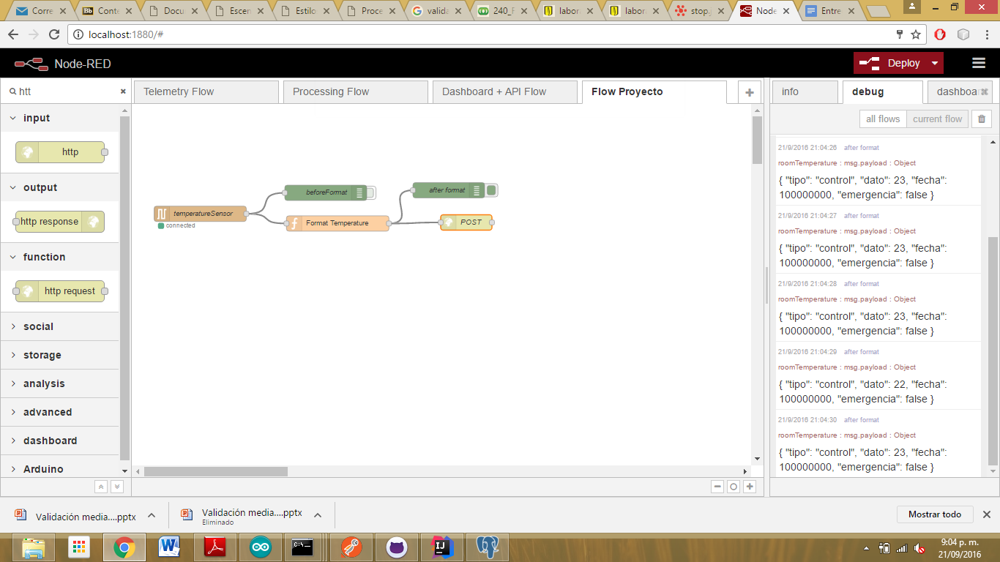 Corre
Conte
Docu
Escen
Estilo
Proce
valida
240_F
labora
labora
stop.j
Node
Entre
localhost:1880/#
Node-RED
Deploy
htt
Telemetry Flow
Processing Flow
Dashboard + API Flow
Flow Proyecto
info
debug
dashboa
all flows
current flow
input
http
output
http response
function
http request
social
storage
analysis
advanced
dashboard
Arduino
temperatureSensor
connected
beforeFormat
Format Temperature
after format
POST
21/9/2016 21:04:26 after format
roomTemperature : msg.payload : Object
{ "tipo": "control", "dato": 23, "fecha":
100000000, "emergencia": false }
21/9/2016 21:04:27 after format
roomTemperature : msg.payload : Object
{ "tipo": "control", "dato": 23, "fecha":
100000000, "emergencia": false }
21/9/2016 21:04:28 after format
roomTemperature : msg.payload : Object
{ "tipo": "control", "dato": 23, "fecha":
100000000, "emergencia": false }
21/9/2016 21:04:29 after format
roomTemperature : msg.payload : Object
{ "tipo": "control", "dato": 22, "fecha":
100000000, "emergencia": false }
21/9/2016 21:04:30 after format
roomTemperature : msg.payload : Object
{ "tipo": "control", "dato": 23, "fecha":
100000000, "emergencia": false }
Validación media....pptx
Validación media....pptx
Eliminado
Mostrar todo
9:04 p. m.
21/09/2016